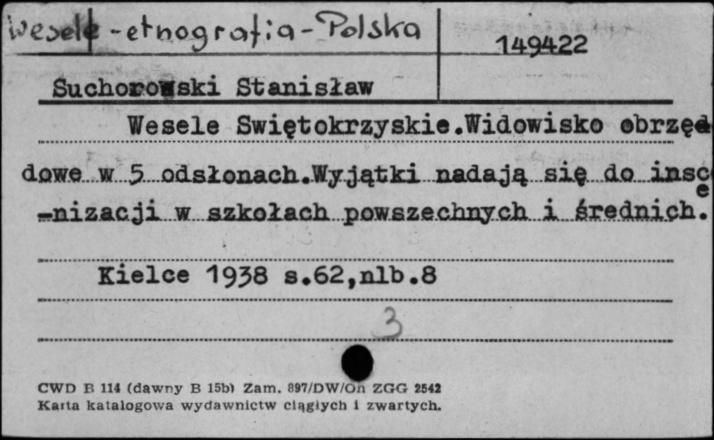 Wesele - etnografia - Polska
149422
Suchorowski Stanisław
Wesele Swiętokrzyskie.Widowisko obrzęd
dowe w 5 odsłonach.Wyjątki nadają się do insce
-nizacji w szkołach powszechnych i średnich.
Kielce 1938 s.62,nlb.8
3
CWD B 114 (dawny B 15b) Zam. 897/DW/On ZGG 2542
Karta katalogowa wydawnictw ciągłych i zwartych.